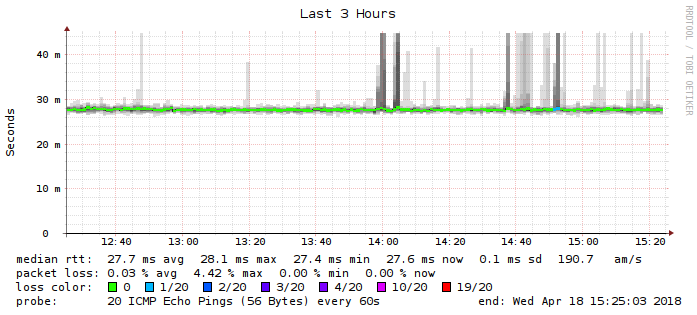 Last 3 Hours
RRDTOOL / TOBI OETIKER
Seconds
40 m
30 m
20 m
10 m
0
12:40 13:00 13:20 13:40 14:00 14:20 14:40 15:00 15:20
median rtt: 27.7 ms avg 28.1 ms max 27.4 ms min 27.6 ms now 0.1 ms sd 190.7 am/s
packet loss: 0.03 % avg 4.42 % max 0.00 % min 0.00 % now
loss color: 0 1/20 2/20 3/20 4/20 10/20 19/20
probe: 20 ICMP Echo Pings (56 Bytes) every 60s end: Wed Apr 18 15:25:03 2018